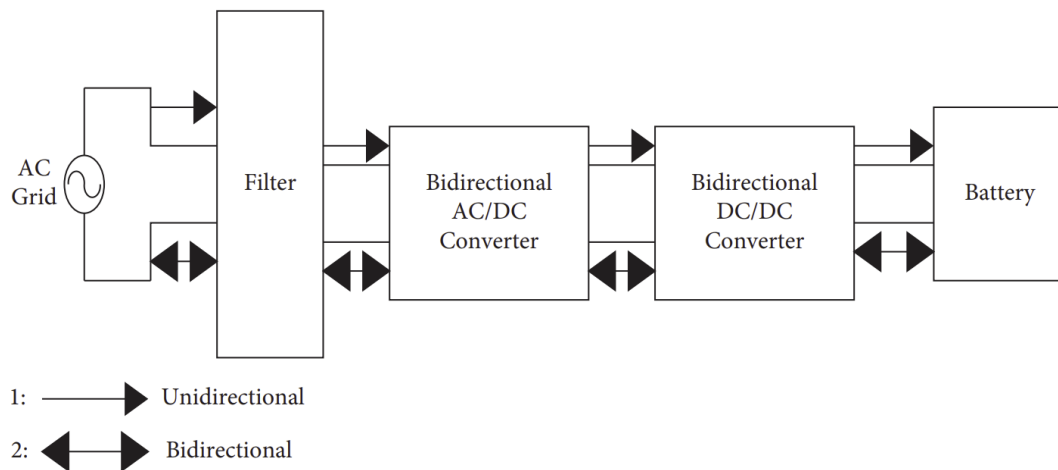 AC
Grid
Filter
Bidirectional
AC/DC
Converter
Bidirectional
DC/DC
Converter
Battery
1: Unidirectional
2: Bidirectional